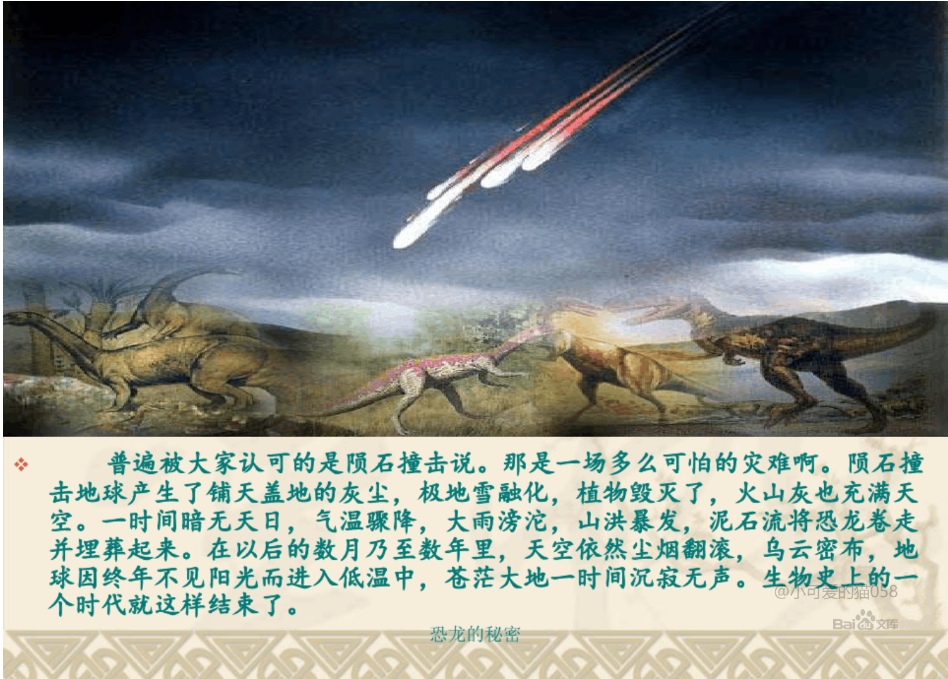 普遍被大家认可的是陨石撞击说。那是一场多么可怕的灾难啊。陨石撞
击地球产生了铺天盖地的灰尘，极地雪融化，植物毁灭了，火山灰也充满天
空。一时间暗无天日，气温骤降，大雨滂沱，山洪暴发，泥石流将恐龙卷走
并埋葬起来。在以后的数月乃至数年里，天空依然尘烟翻滚，乌云密布，地
球因终年不见阳光而进入低温中，苍茫大地一时间沉寂无声。生物史上的一
个时代就这样结束了。
@小可爱的猫058
Bai 文库
恐龙的秘密